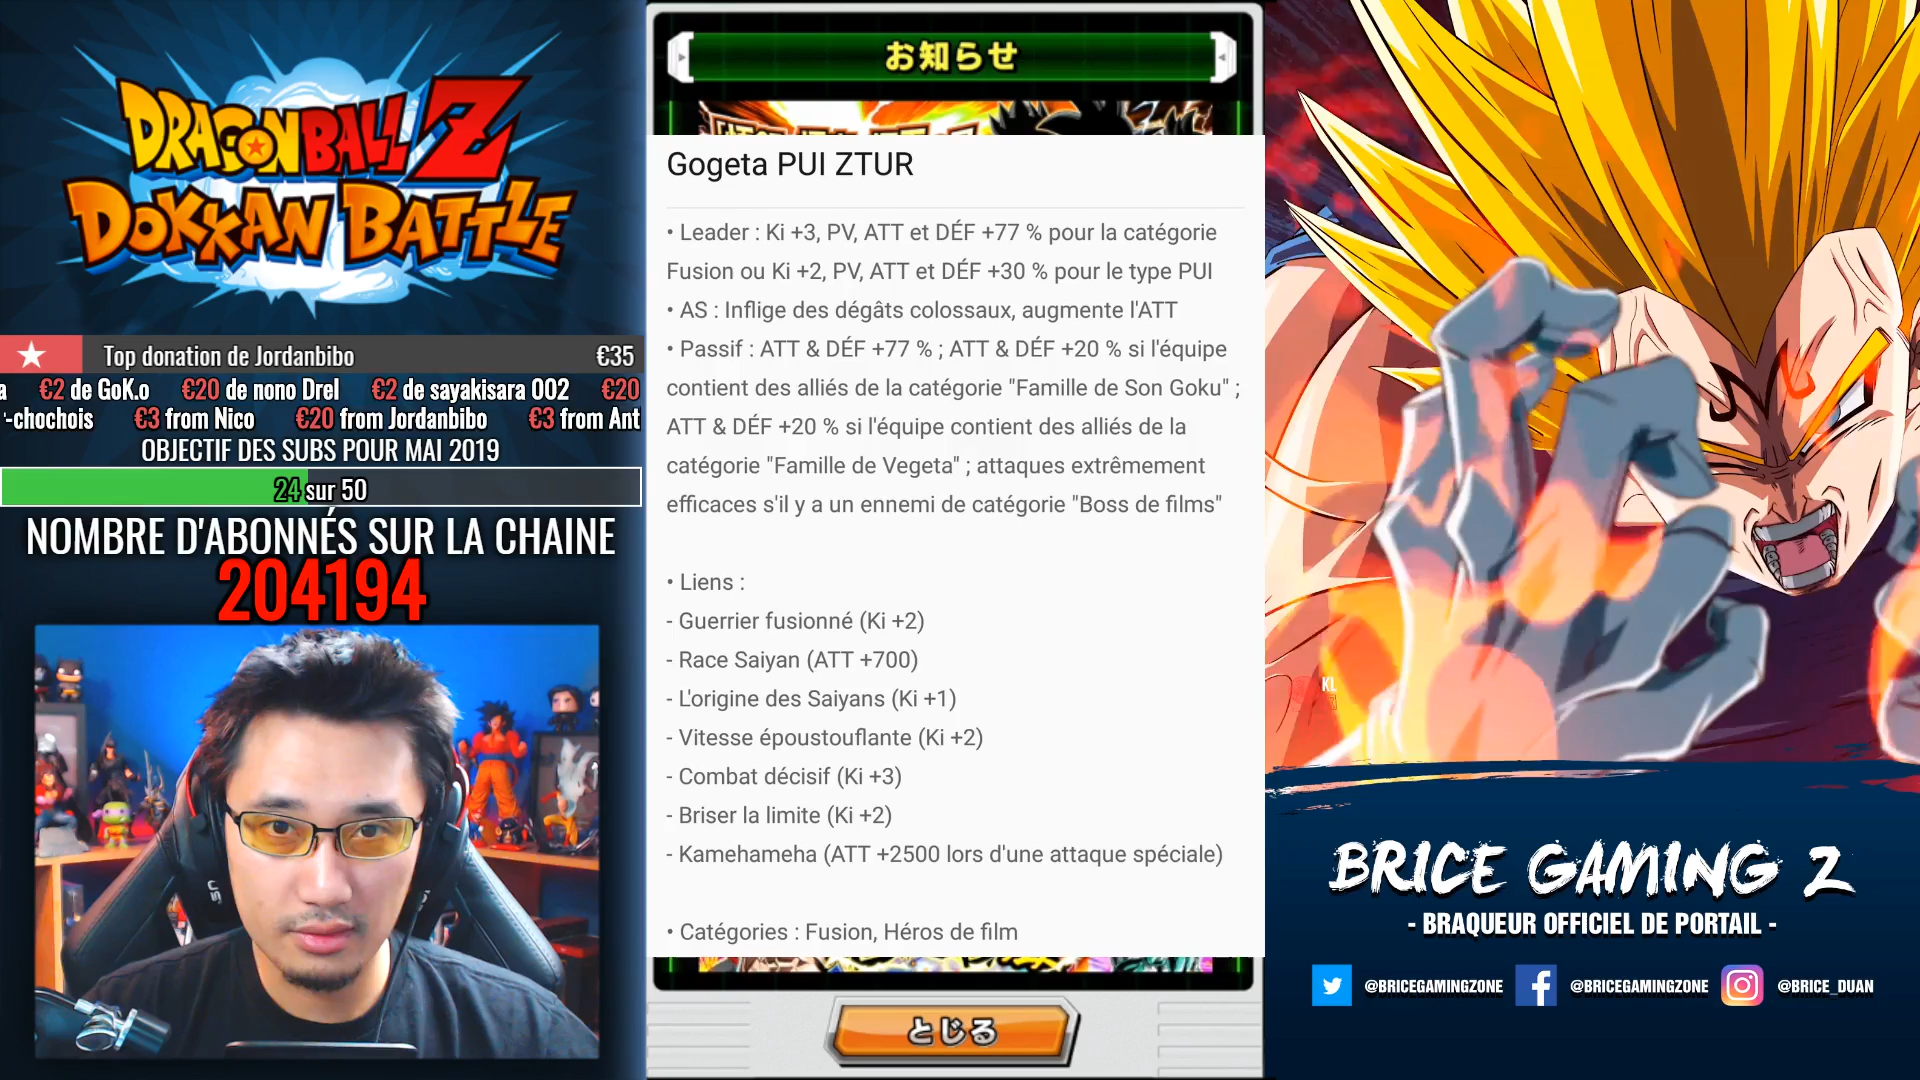 DRAGON BALL Z
DOKKAN BATTLE
Top donation de Jordanbibo €35
a €2 de GoK.o €20 de nono Drel €2 de sayakisara 002 €20
-chochois €3 from Nico €20 from Jordanbibo €3 from Ant
OBJECTIF DES SUBS POUR MAI 2019
24 sur 50
NOMBRE D'ABONNÉS SUR LA CHAINE
204194
お知らせ
Gogeta PUI ZTUR
• Leader : Ki +3, PV, ATT et DÉF +77 % pour la catégorie
Fusion ou Ki +2, PV, ATT et DÉF +30 % pour le type PUI
• AS : Inflige des dégâts colossaux, augmente l'ATT
• Passif : ATT & DÉF +77 % ; ATT & DÉF +20 % si l'équipe
contient des alliés de la catégorie "Famille de Son Goku" ;
ATT & DÉF +20 % si l'équipe contient des alliés de la
catégorie "Famille de Vegeta" ; attaques extrêmement
efficaces s'il y a un ennemi de catégorie "Boss de films"
• Liens :
- Guerrier fusionné (Ki +2)
- Race Saiyan (ATT +700)
- L'origine des Saiyans (Ki +1)
- Vitesse époustouflante (Ki +2)
- Combat décisif (Ki +3)
- Briser la limite (Ki +2)
- Kamehameha (ATT +2500 lors d'une attaque spéciale)
• Catégories : Fusion, Héros de film
とじる
KL
BRICE GAMING Z
- BRAQUEUR OFFICIEL DE PORTAIL -
@BRICEGAMINGZONE @BRICEGAMINGZONE @BRICE_DUAN